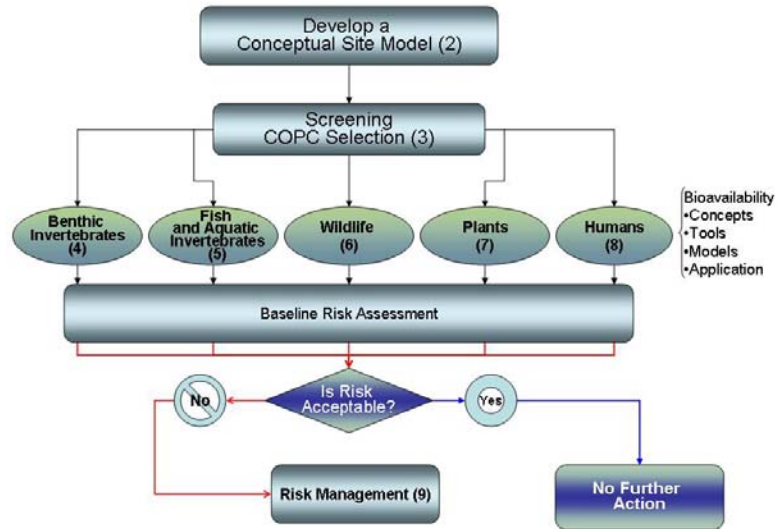 Develop a
Conceptual Site Model (2)
Screening
COPC Selection (3)
Benthic
Invertebrates
(4)
Fish
and Aquatic
Invertebrates
(5)
Wildlife
(6)
Plants
(7)
Humans
(8)
Bioavailability
•Concepts
•Tools
•Models
•Application
Baseline Risk Assessment
Is Risk
Acceptable?
No
Yes
Risk Management (9)
No Further
Action